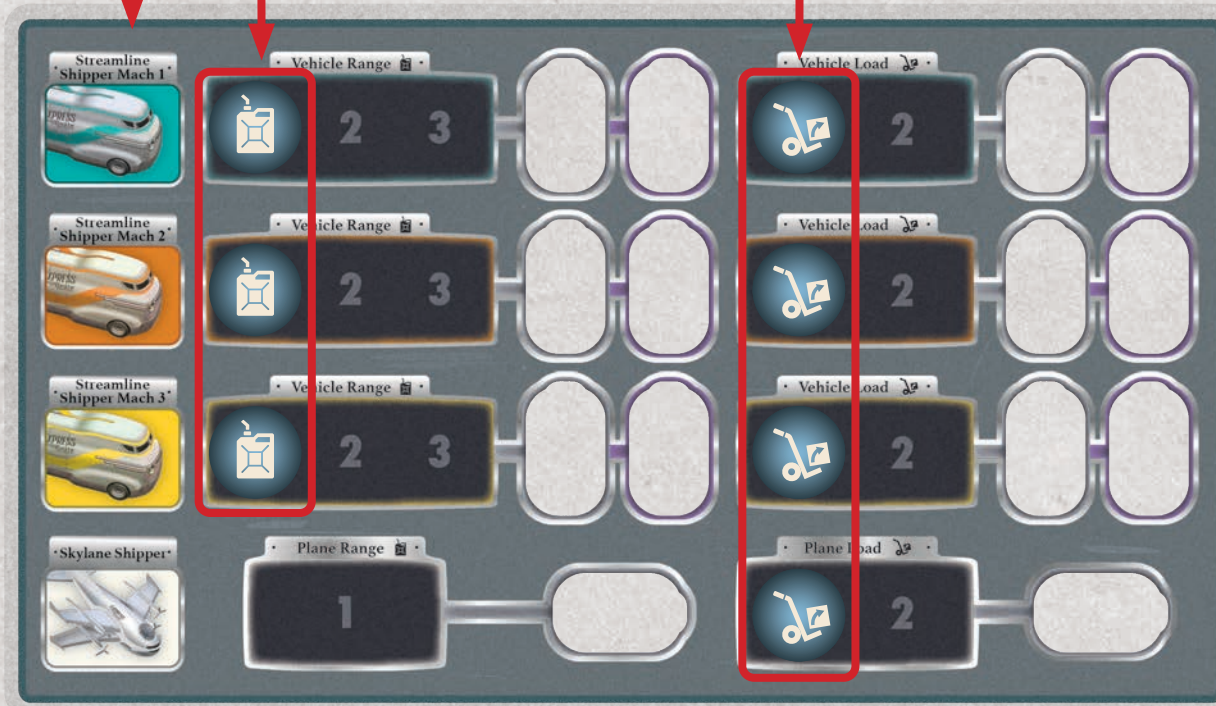 Streamline
Shipper Mach 1
Vehicle Range
2 3
Vehicle Load
2
Streamline
Shipper Mach 2
Vehicle Range
2 3
Vehicle Load
2
Streamline
Shipper Mach 3
Vehicle Range
2 3
Vehicle Load
2
Skylane Shipper
Plane Range
1
Plane Load
2